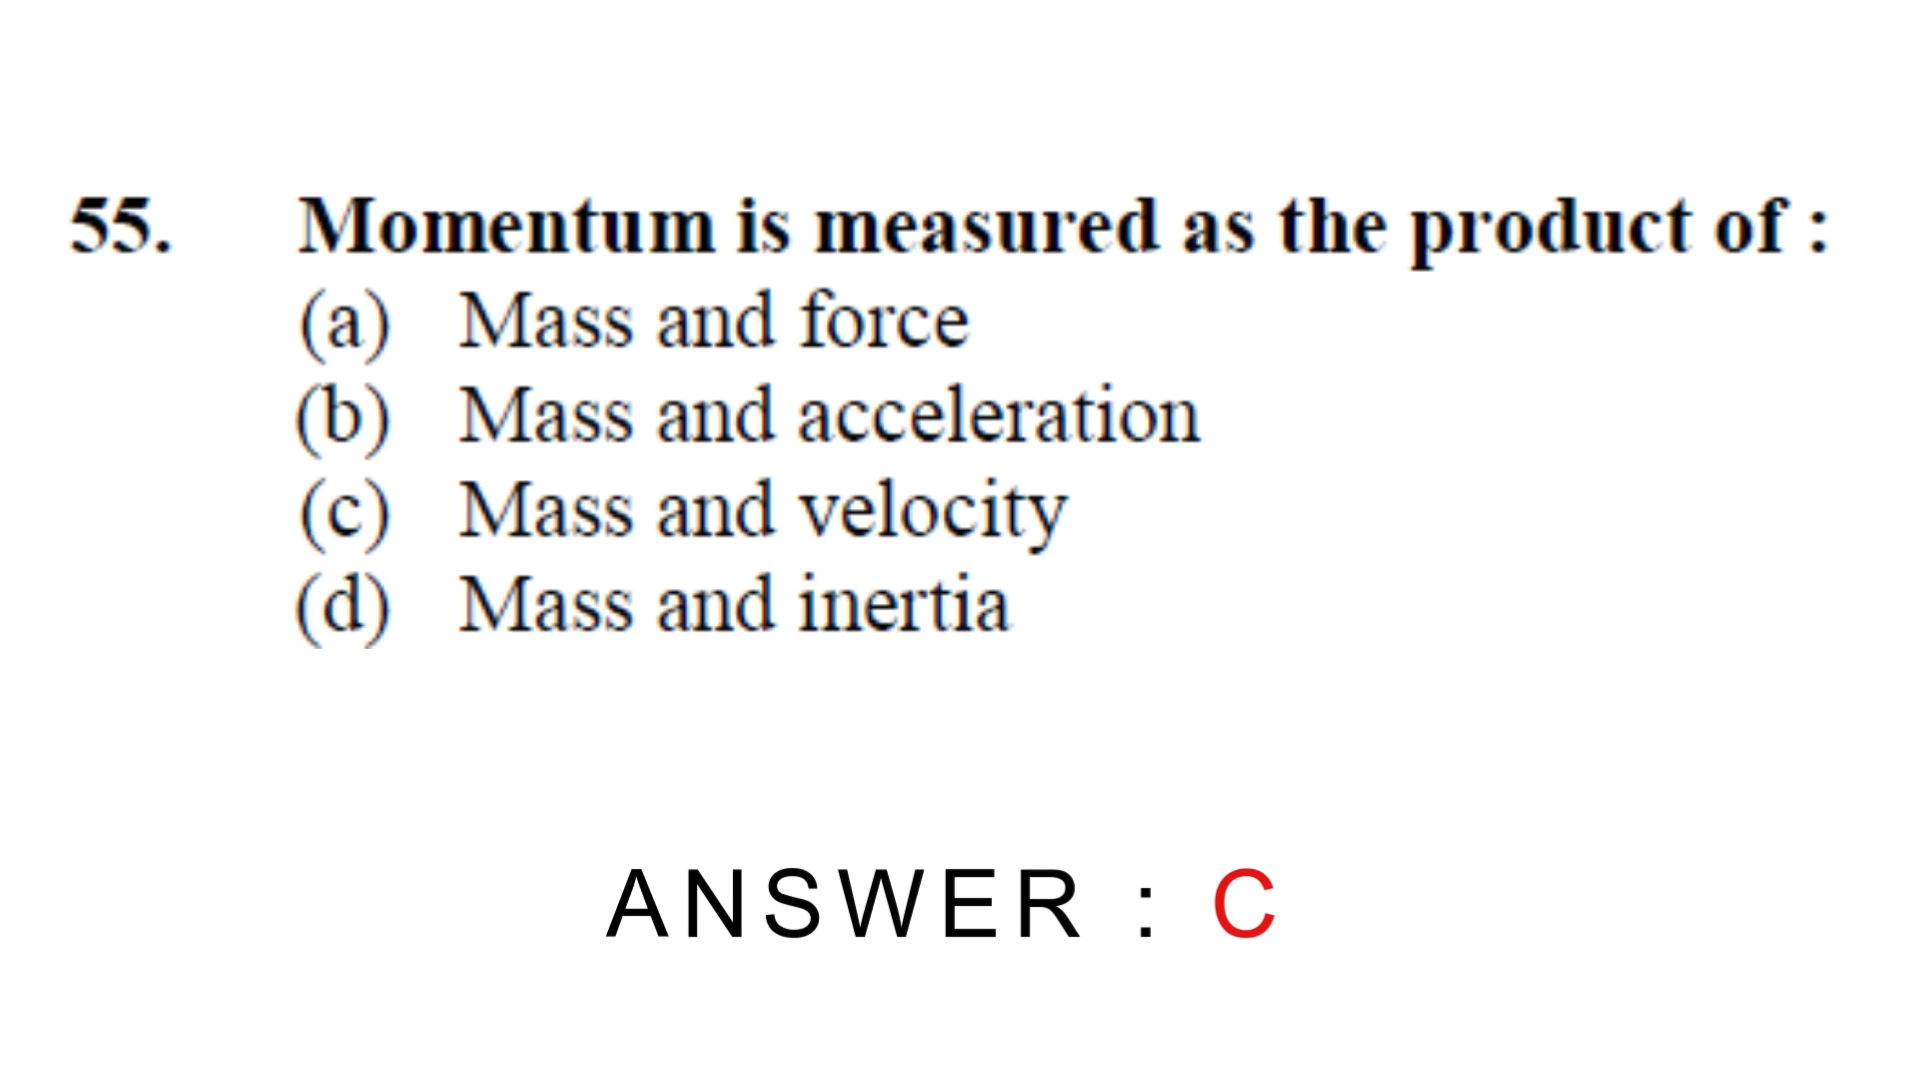 55. Momentum is measured as the product of :
(a) Mass and force
(b) Mass and acceleration
(c) Mass and velocity
(d) Mass and inertia
ANSWER : C